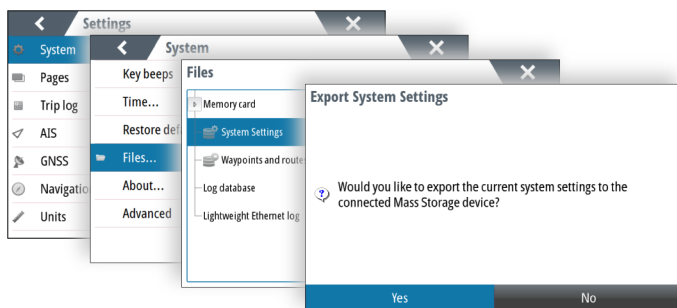 Settings
System
Pages
Trip log
AIS
GNSS
Navigatio
Units
System
Key beeps
Time...
Restore def
Files...
About...
Advanced
Files
Memory card
System Settings
Waypoints and route
Log database
Lightweight Ethernet log
Export System Settings
Would you like to export the current system settings to the
connected Mass Storage device?
Yes
No